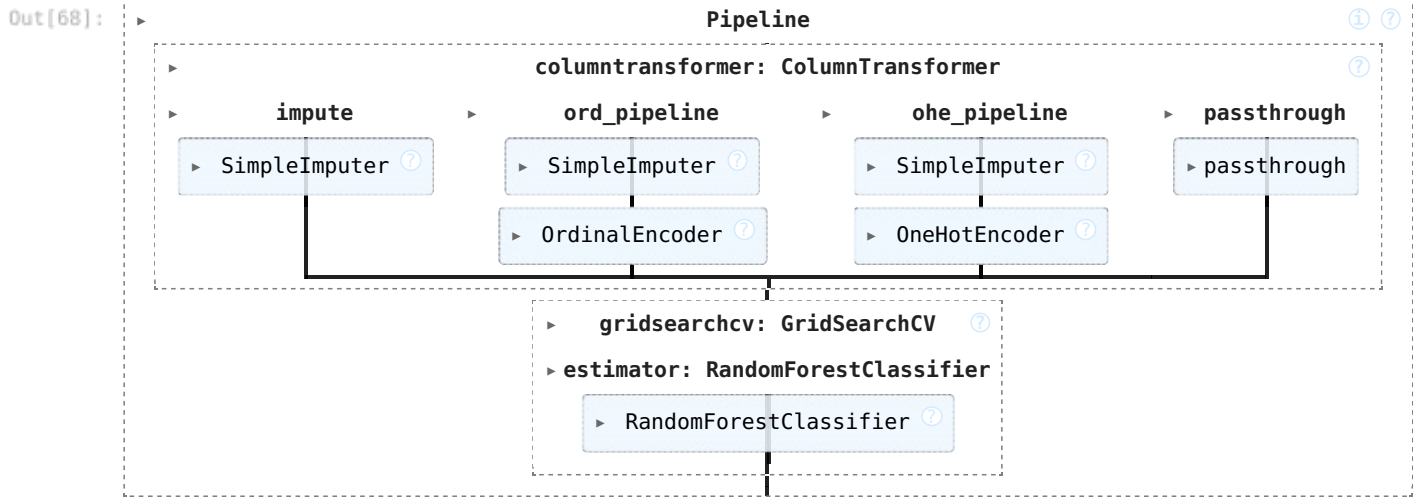 Out[68]:
Pipeline
columntransformer: ColumnTransformer
impute ord_pipeline ohe_pipeline passthrough
SimpleImputer SimpleImputer SimpleImputer passthrough
OrdinalEncoder OneHotEncoder
gridsearchcv: GridSearchCV
estimator: RandomForestClassifier
RandomForestClassifier